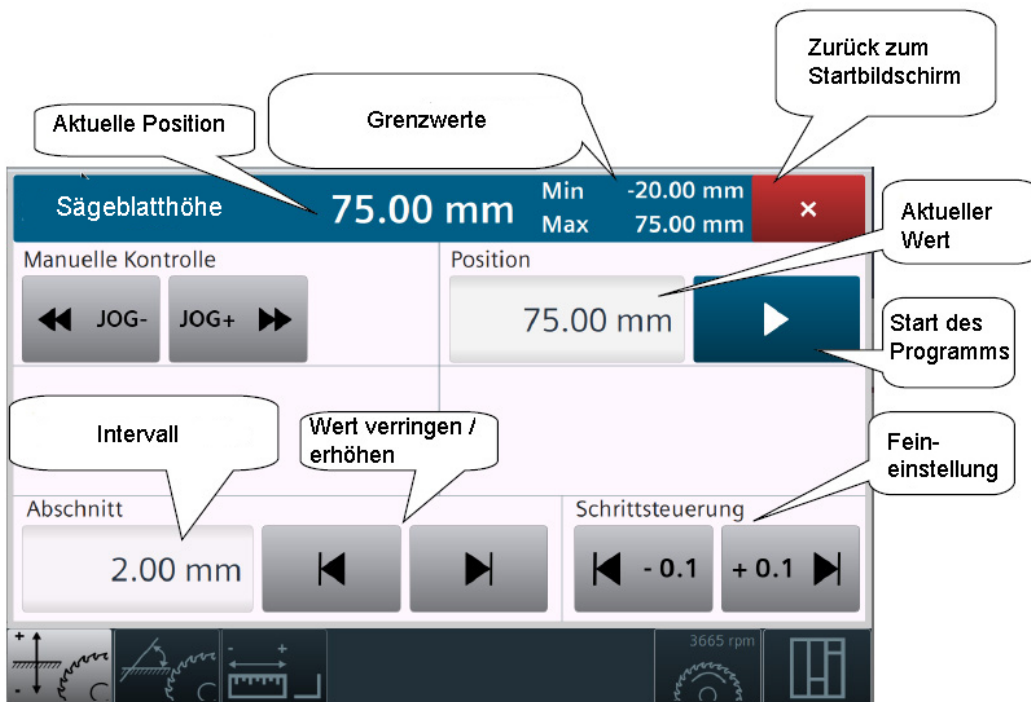 Zurück zum
Startbildschirm
Grenzwerte
Aktuelle Position
Sägeblatthöhe
75.00 mm
Min -20.00 mm
Max 75.00 mm
×
Aktueller
Wert
Manuelle Kontrolle
Position
JOG-
JOG+
75.00 mm
Start des
Programms
Intervall
Wert verringen /
erhöhen
Fein-
einstellung
Abschnitt
Schrittsteuerung
2.00 mm
- 0.1
+ 0.1
+
-
- +
3665 rpm